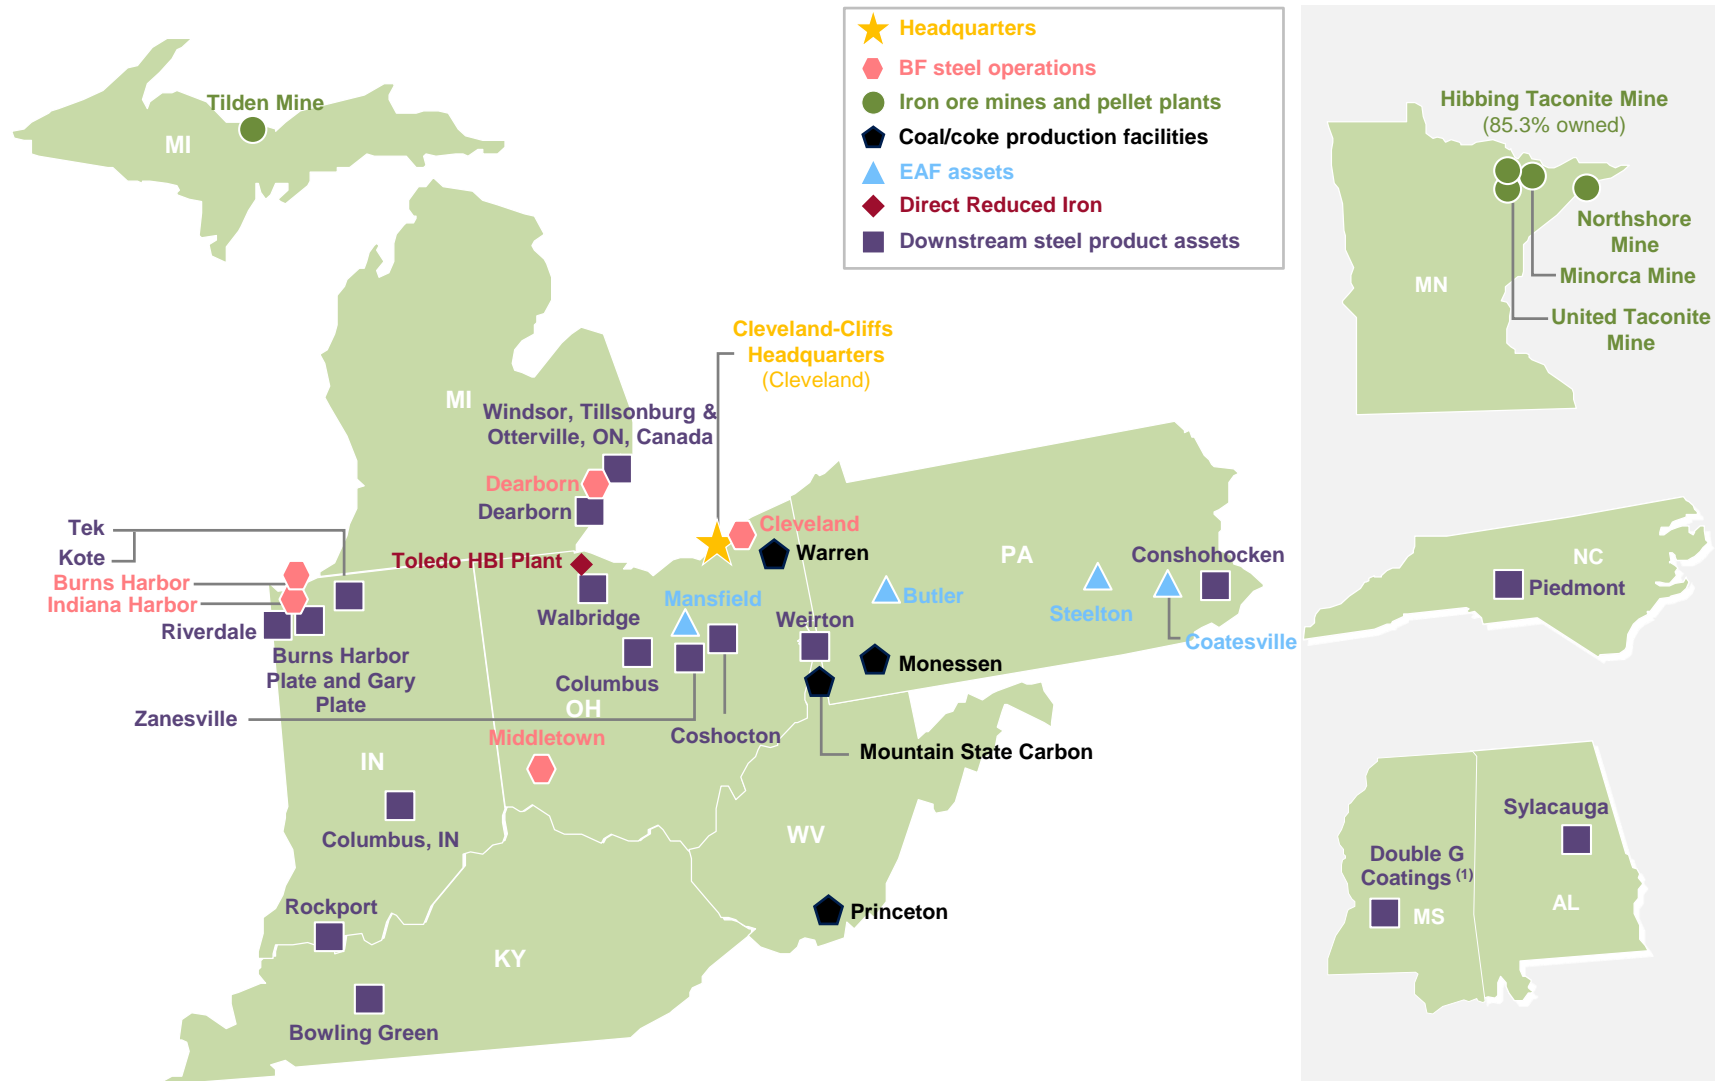 Headquarters
BF steel operations
Iron ore mines and pellet plants
Coal/coke production facilities
EAF assets
Direct Reduced Iron
Downstream steel product assets
Tilden Mine
MI
Hibbing Taconite Mine
(85.3% owned)
Northshore
Mine
Minorca Mine
MN
United Taconite
Mine
Cleveland-Cliffs
Headquarters
(Cleveland)
MI
Windsor, Tillsonburg &
Otterville, ON, Canada
Dearborn
Dearborn
Tek
Kote
Burns Harbor
Indiana Harbor
Riverdale
Burns Harbor
Plate and Gary
Plate
Toledo HBI Plant
Walbridge
Cleveland
Warren
PA
Conshohocken
Mansfield
Butler
Steelton
Coatesville
Weirton
Columbus
Monessen
Zanesville
OH
Coshocton
Middletown
Mountain State Carbon
IN
Columbus, IN
WV
Princeton
Rockport
KY
Bowling Green
NC
Piedmont
Sylacauga
Double G
Coatings (1)
MS
AL